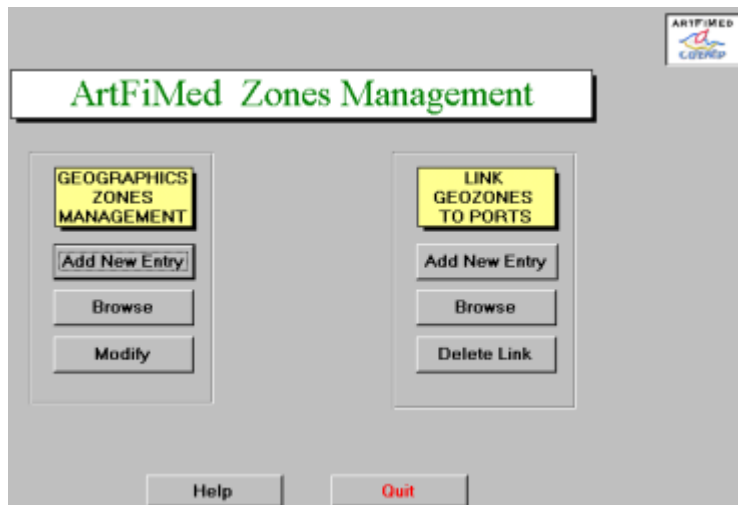 ARTFIMED
COPEMED
ArtFiMed Zones Management
GEOGRAPHICS
ZONES
MANAGEMENT
Add New Entry
Browse
Modify
LINK
GEOZONES
TO PORTS
Add New Entry
Browse
Delete Link
Help
Quit